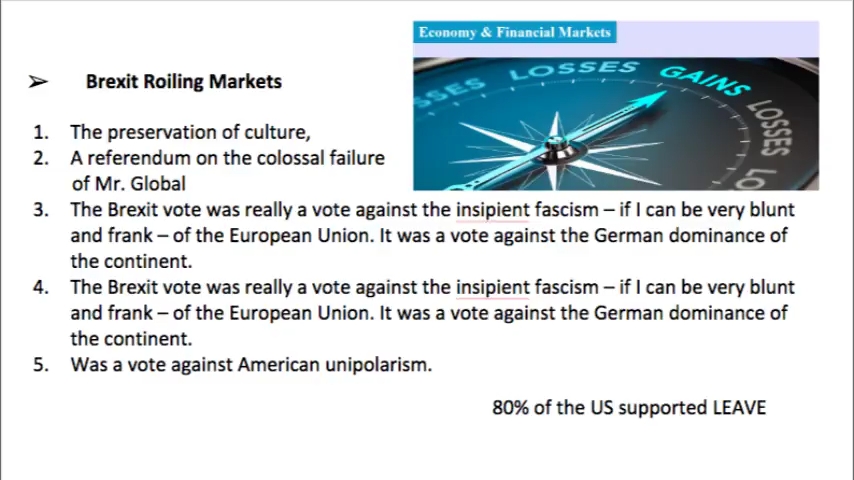 Economy & Financial Markets
LOSSES
LOSSES
GAINS
LOSSES
➢ Brexit Roiling Markets
1. The preservation of culture,
2. A referendum on the colossal failure
of Mr. Global
3. The Brexit vote was really a vote against the insipient fascism – if I can be very blunt
and frank – of the European Union. It was a vote against the German dominance of
the continent.
4. The Brexit vote was really a vote against the insipient fascism – if I can be very blunt
and frank – of the European Union. It was a vote against the German dominance of
the continent.
5. Was a vote against American unipolarism.
80% of the US supported LEAVE